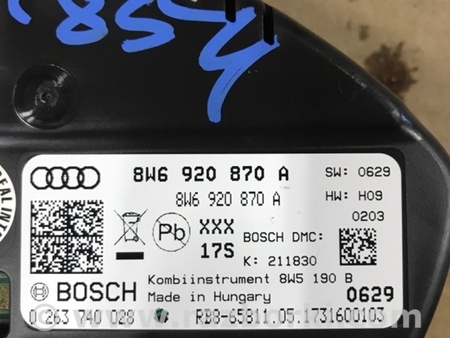 8W6 920 870 A
SW: 0629
8W6 920 870 A
HW: H09
0203
Pb
XXX
17S
BOSCH DMC:
K: 211830
Kombiinstrument 8W5 190 B
BOSCH
Made in Hungary
0629
0 263 740 028
RBB-65811.05.1731600103